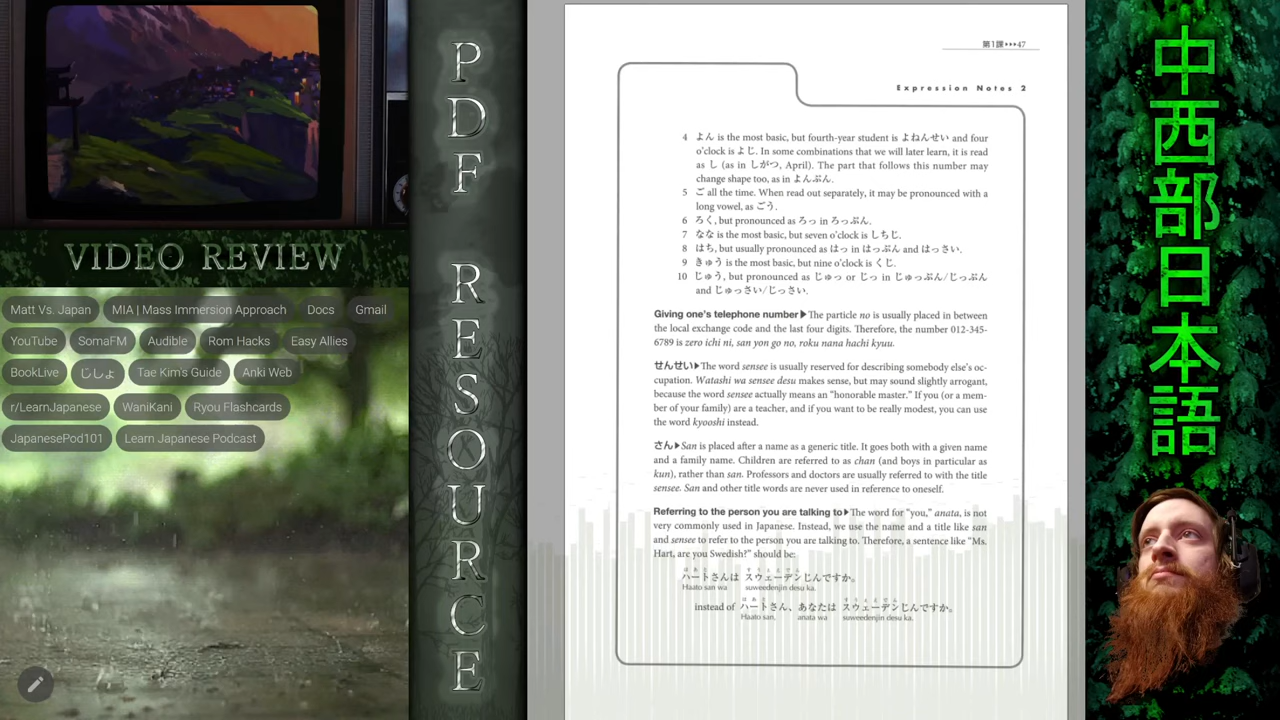 VIDEO REVIEW
Matt Vs. Japan
MIA | Mass Immersion Approach
Docs
Gmail
YouTube
SomaFM
Audible
Rom Hacks
Easy Allies
BookLive
じしょ
Tae Kim's Guide
Anki Web
r/LearnJapanese
WaniKani
Ryou Flashcards
JapanesePod101
Learn Japanese Podcast
PDF RESOURCE
第1課▸▸▸47
Expression Notes 2
4 よん is the most basic, but fourth-year student is よねんせい and four
o'clock is よじ. In some combinations that we will later learn, it is read
as し (as in しがつ, April). The part that follows this number may
change shape too, as in よんぷん.
5 ご all the time. When read out separately, it may be pronounced with a
long vowel, as ごう.
6 ろく, but pronounced as ろっ in ろっぷん.
7 なな is the most basic, but seven o'clock is しちじ.
8 はち, but usually pronounced as はっ in はっぷん and はっさい.
9 きゅう is the most basic, but nine o'clock is くじ.
10 じゅう, but pronounced as じゅっ or じっ in じゅっぷん/じっぷん
and じゅっさい/じっさい.
Giving one's telephone number▶The particle no is usually placed in between
the local exchange code and the last four digits. Therefore, the number 012-345-
6789 is zero ichi ni, san yon go no, roku nana hachi kyuu.
せんせい▶The word sensee is usually reserved for describing somebody else's oc-
cupation. Watashi wa sensee desu makes sense, but may sound slightly arrogant,
because the word sensee actually means an “honorable master.” If you (or a mem-
ber of your family) are a teacher, and if you want to be really modest, you can use
the word kyooshi instead.
さん▶San is placed after a name as a generic title. It goes both with a given name
and a family name. Children are referred to as chan (and boys in particular as
kun), rather than san. Professors and doctors are usually referred to with the title
sensee. San and other title words are never used in reference to oneself.
Referring to the person you are talking to▶The word for “you,” anata, is not
very commonly used in Japanese. Instead, we use the name and a title like san
and sensee to refer to the person you are talking to. Therefore, a sentence like “Ms.
Hart, are you Swedish?” should be:
はあと すうぇえでん
ハートさんは スウェーデンじんですか。
Haato san wa suweedenjin desu ka.
はあと すうぇえでん
instead of ハートさん、あなたは スウェーデンじんですか。
Haato san, anata wa suweedenjin desu ka.
中西部日本語